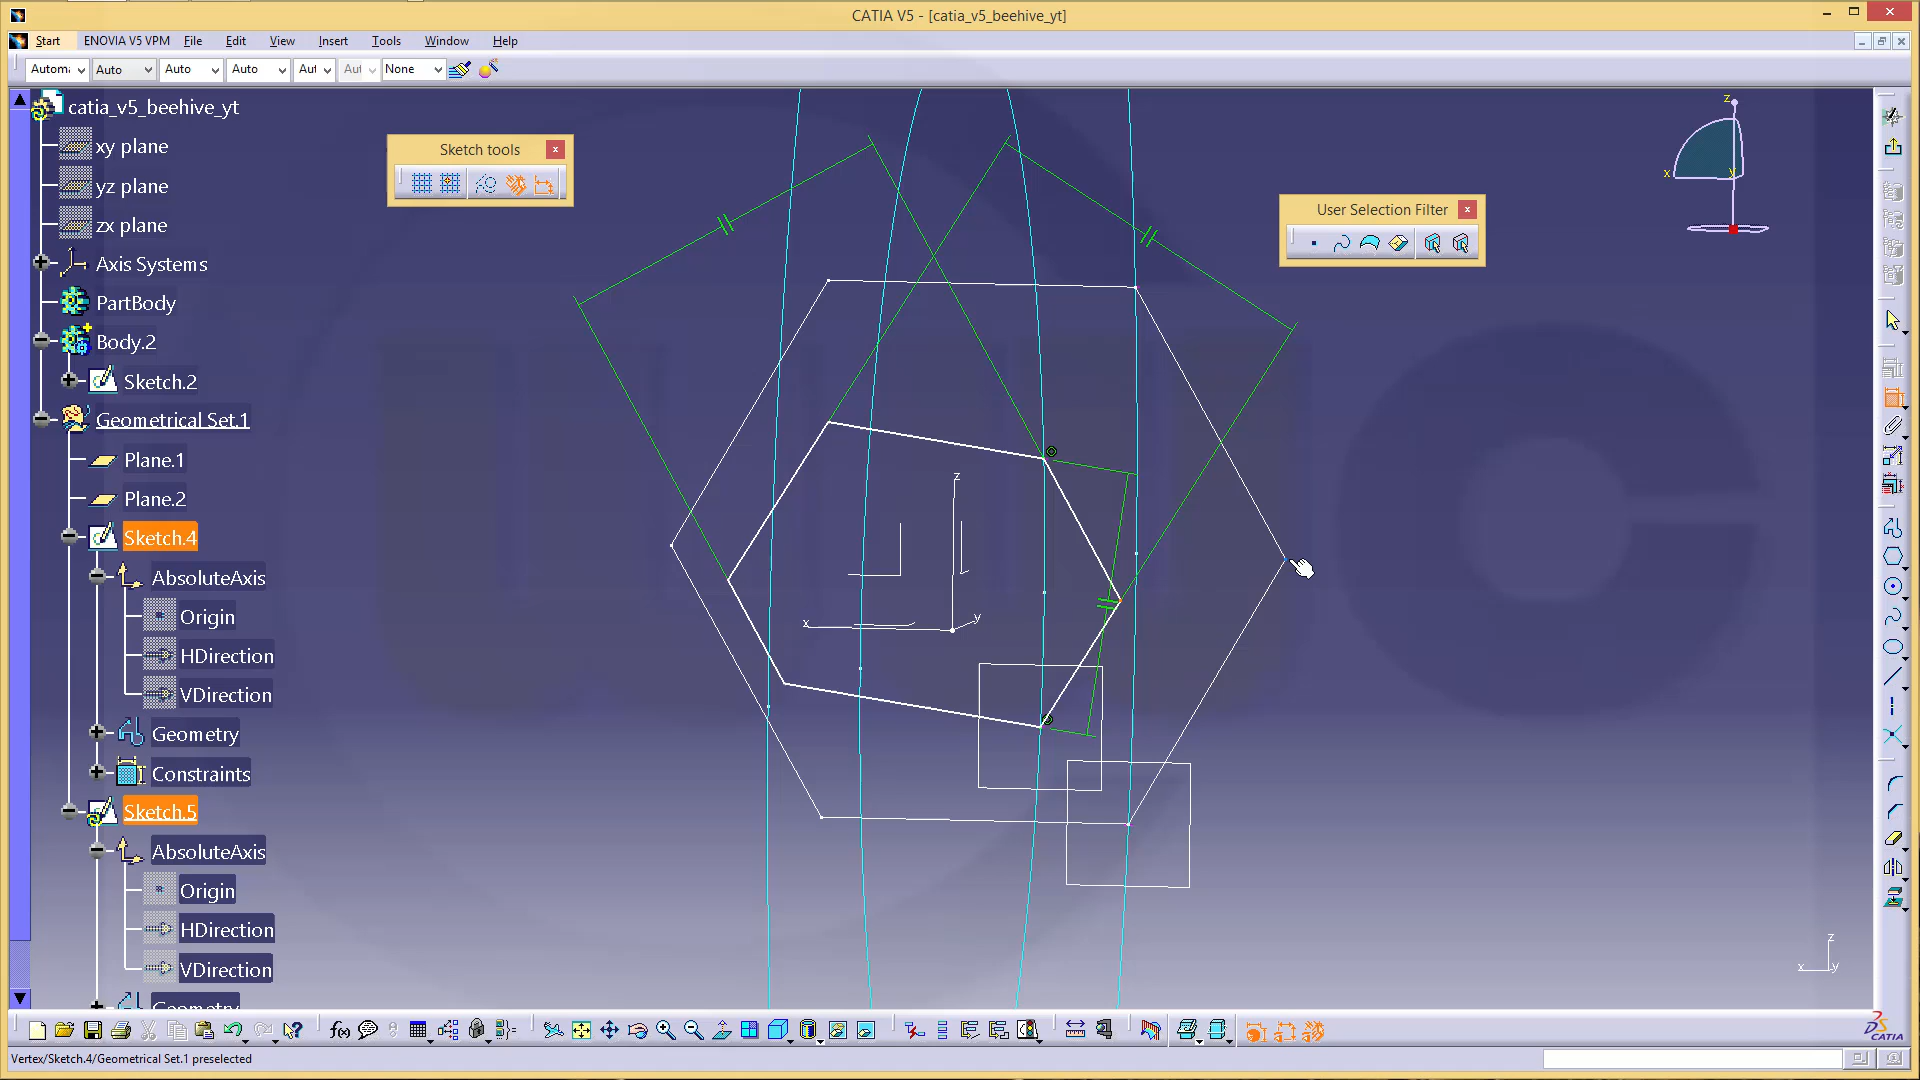 CATIA V5 - [catia_v5_beehive_yt]
Start ENOVIA V5 VPM File Edit View Insert Tools Window Help
Auto Auto Auto Aut Aut None
catia_v5_beehive_yt
xy plane
yz plane
zx plane
Axis Systems
PartBody
Body.2
Sketch.2
Geometrical Set.1
Plane.1
Plane.2
Sketch.4
AbsoluteAxis
Origin
HDirection
VDirection
Geometry
Constraints
Sketch.5
AbsoluteAxis
Origin
HDirection
VDirection
Geometry
Sketch tools
User Selection Filter
z
x
y
z
x
y
z
x
y
f(x)
CATIA
Vertex/Sketch.4/Geometrical Set.1 preselected